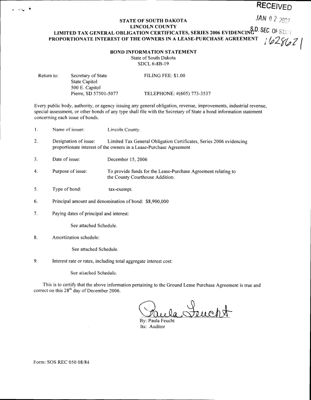 RECEIVED
JAN 02 2007
S.D. SEC OF STATE
1628621
STATE OF SOUTH DAKOTA
LINCOLN COUNTY
LIMITED TAX GENERAL OBLIGATION CERTIFICATES, SERIES 2006 EVIDENCING
PROPORTIONATE INTEREST OF THE OWNERS IN A LEASE-PURCHASE AGREEMENT
BOND INFORMATION STATEMENT
State of South Dakota
SDCL 6-8B-19
Return to: Secretary of State FILING FEE: $1.00
State Capitol
500 E. Capitol
Pierre, SD 57501-5077 TELEPHONE: #(605) 773-3537
Every public body, authority, or agency issuing any general obligation, revenue, improvements, industrial revenue,
special assessment, or other bonds of any type shall file with the Secretary of State a bond information statement
concerning each issue of bonds.
1. Name of issuer: Lincoln County.
2. Designation of issue: Limited Tax General Obligation Certificates, Series 2006 evidencing
proportionate interest of the owners in a Lease-Purchase Agreement
3. Date of issue: December 15, 2006
4. Purpose of issue: To provide funds for the Lease-Purchase Agreement relating to
the County Courthouse Addition.
5. Type of bond: tax-exempt.
6. Principal amount and denomination of bond: $8,900,000
7. Paying dates of principal and interest:
See attached Schedule.
8. Amortization schedule:
See attached Schedule.
9. Interest rate or rates, including total aggregate interest cost:
See attached Schedule.
This is to certify that the above information pertaining to the Ground Lease Purchase Agreement is true and
correct on this 28th day of December 2006.
Paula Feucht
By: Paula Feucht
Its: Auditor
Form: SOS REC 050 08/84